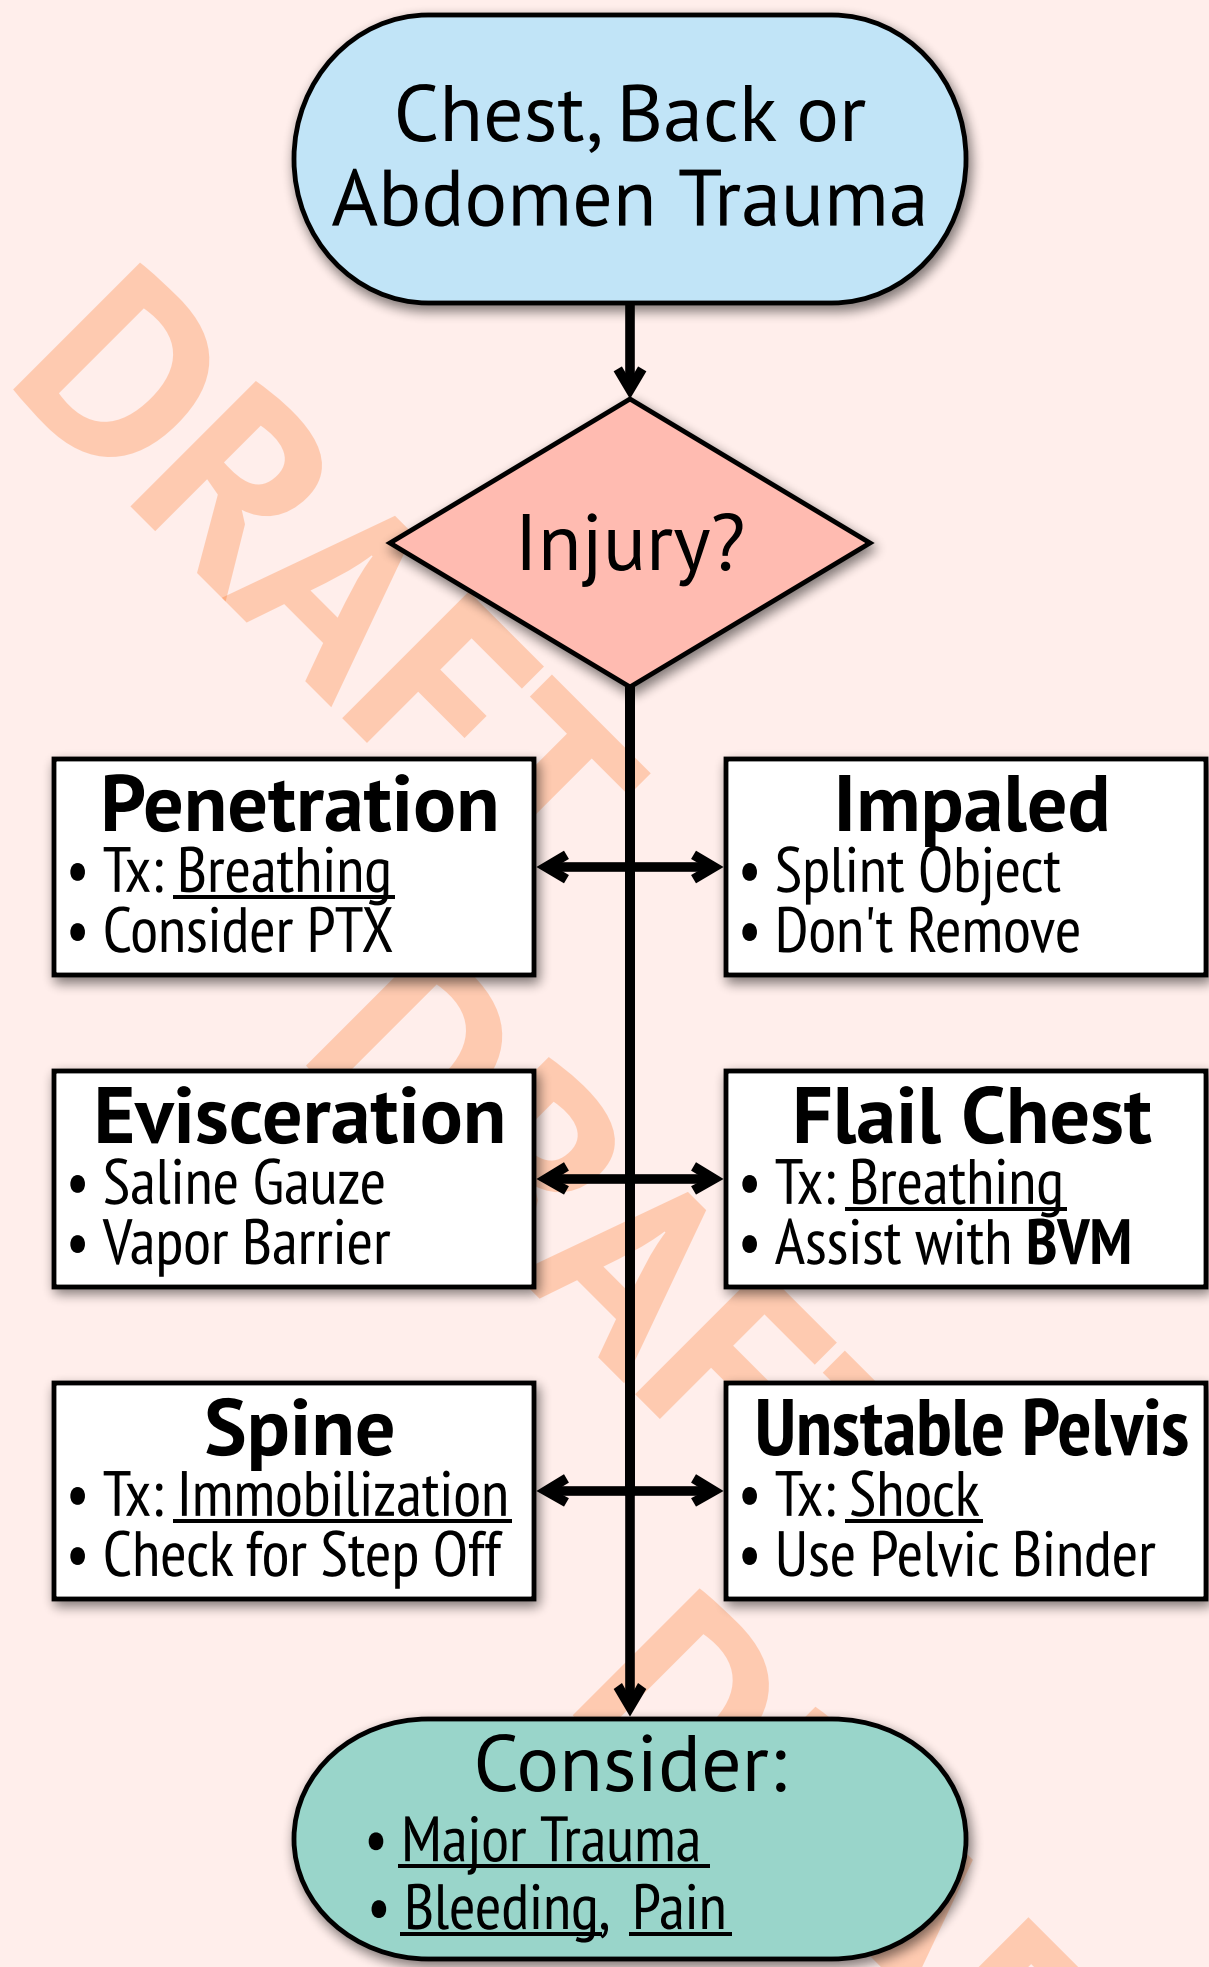 Chest, Back or
Abdomen Trauma
DRAFT
Injury?
Penetration
• Tx: Breathing
• Consider PTX
Impaled
• Splint Object
• Don't Remove
DRAFT
Evisceration
• Saline Gauze
• Vapor Barrier
Flail Chest
• Tx: Breathing
• Assist with BVM
Spine
• Tx: Immobilization
• Check for Step Off
Unstable Pelvis
• Tx: Shock
• Use Pelvic Binder
DRAFT
Consider:
• Major Trauma
• Bleeding, Pain